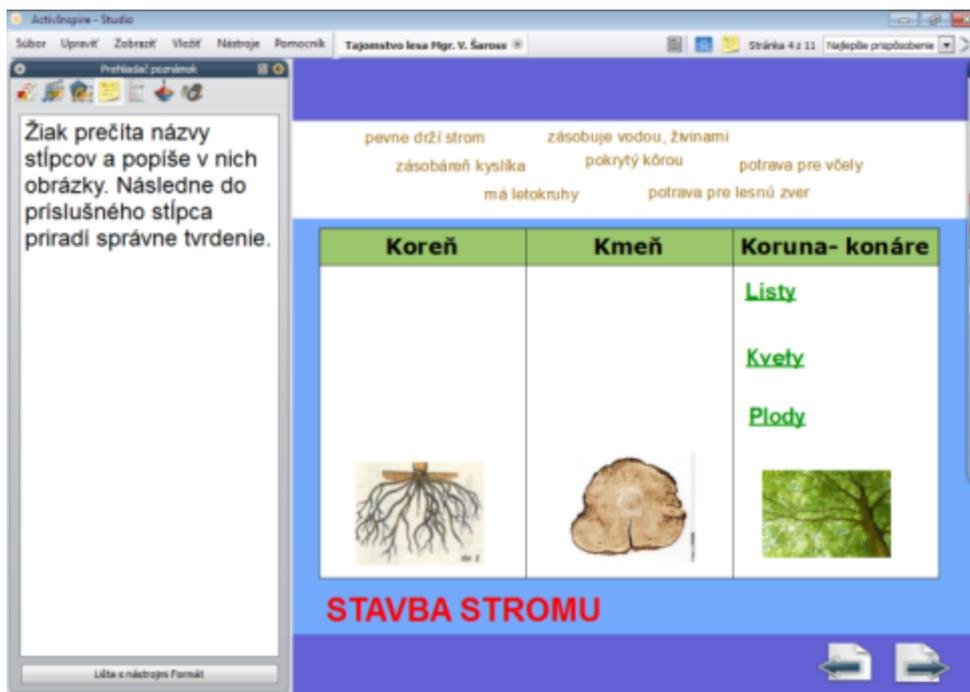 ActivInspire - Studio
Súbor Upraviť Zobraziť Vložiť Nástroje Pomocník Tajomstvo lesa Mgr. V. Šaross Stránka 4 z 11 Najlepšie prispôsobenie
Prehliadač poznámok
Žiak prečíta názvy
stĺpcov a popíše v nich
obrázky. Následne do
príslušného stĺpca
priradí správne tvrdenie.
pevne drží strom zásobuje vodou, živinami
zásobáreň kyslíka pokrytý kôrou potrava pre včely
má letokruhy potrava pre lesnú zver
Koreň Kmeň Koruna- konáre
Listy
Kvety
Plody
obr. 2
STAVBA STROMU
Lišta s nástrojmi Formát